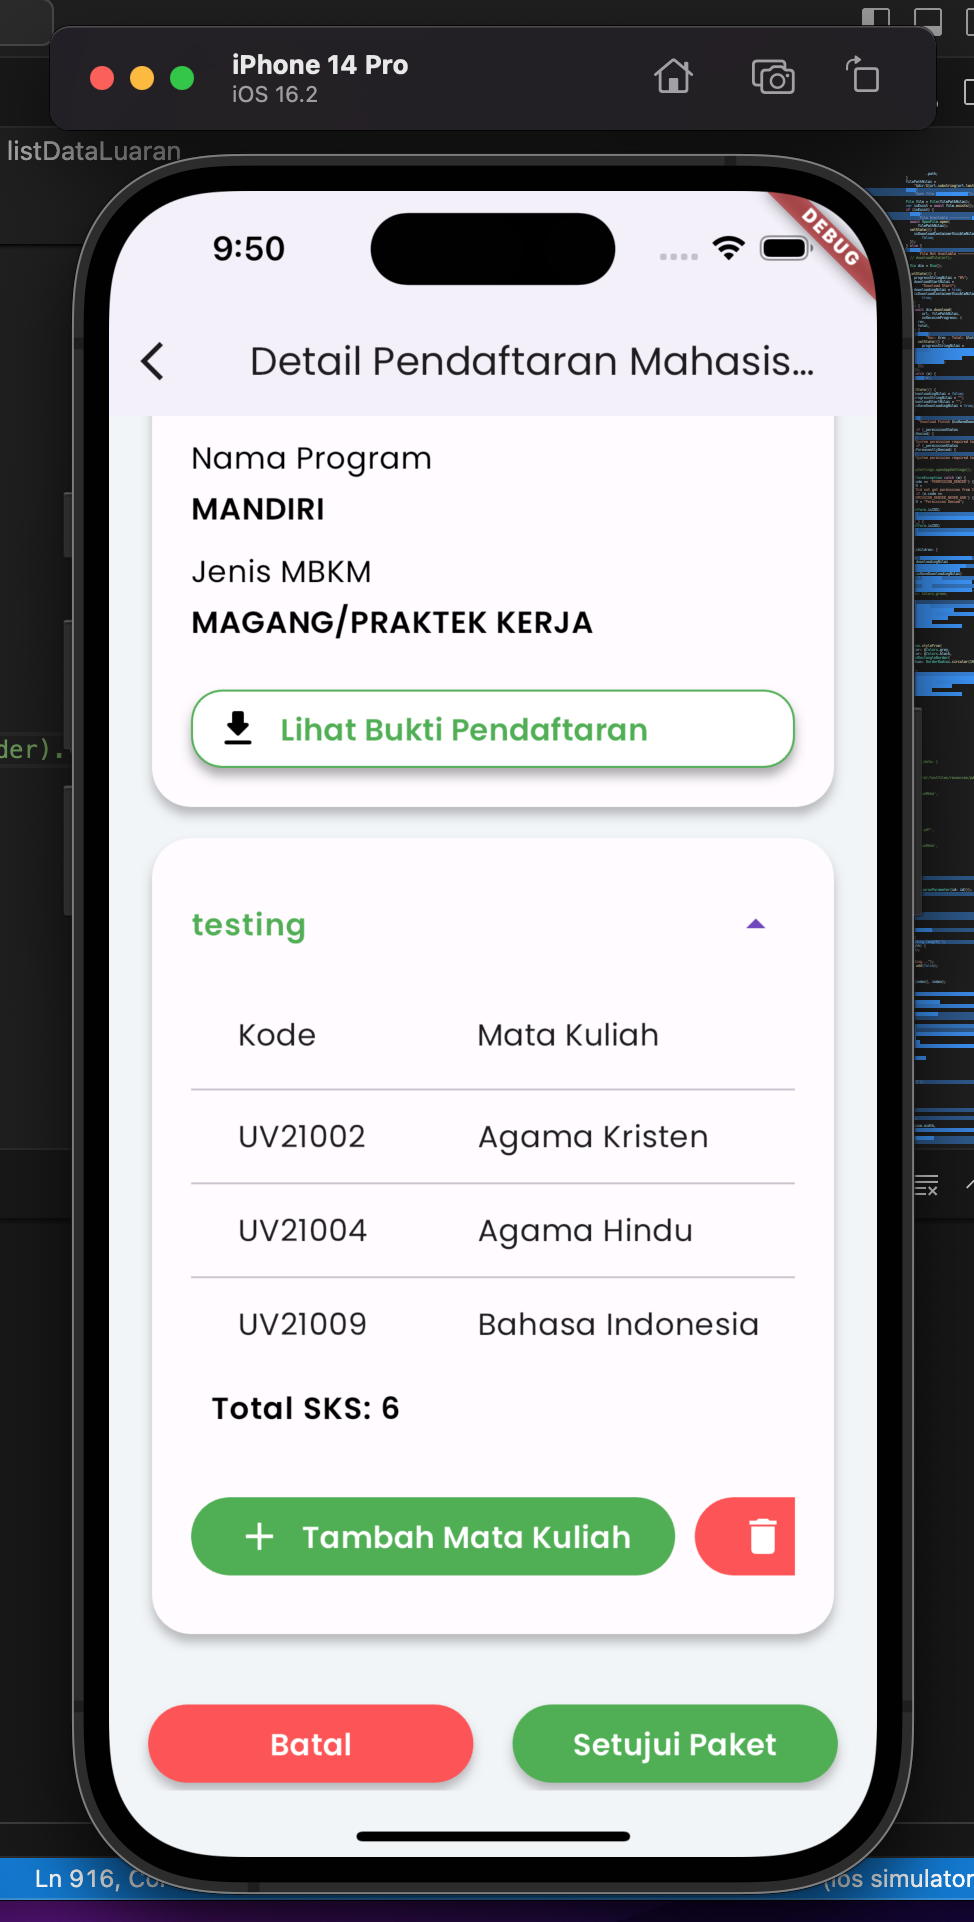 iPhone 14 Pro
iOS 16.2
listDataLuaran
9:50
DEBUG
Detail Pendaftaran Mahasis...
Nama Program
MANDIRI
Jenis MBKM
MAGANG/PRAKTEK KERJA
Lihat Bukti Pendaftaran
der).
testing
Kode Mata Kuliah
UV21002 Agama Kristen
UV21004 Agama Hindu
UV21009 Bahasa Indonesia
Total SKS: 6
Tambah Mata Kuliah
Batal Setujui Paket
Ln 916, (ios simulator